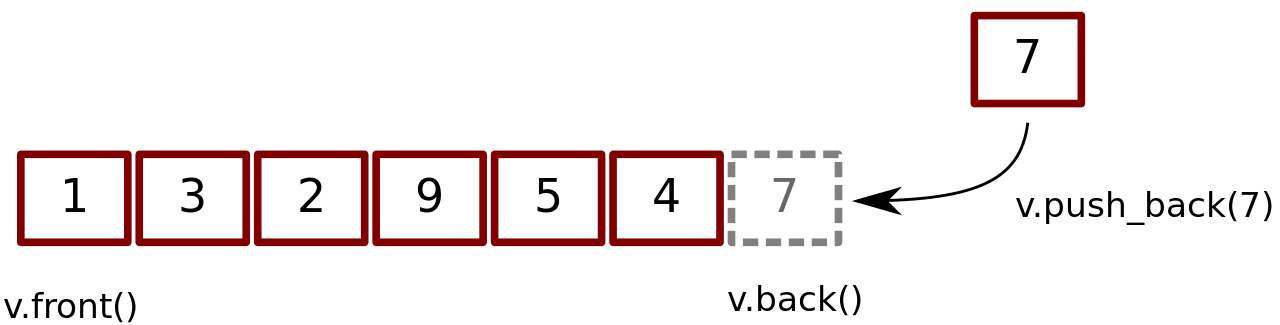 7
1 3 2 9 5 4 7
v.push_back(7)
v.front() v.back()